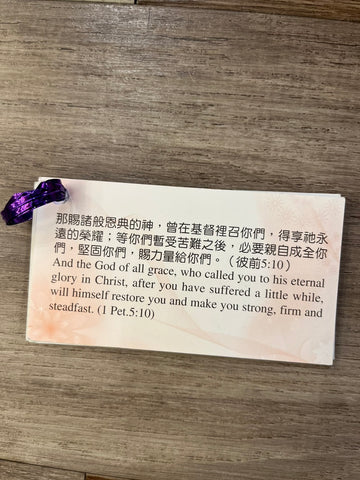 那賜諸般恩典的神，曾在基督裡召你們，得享祂永
遠的榮耀；等你們暫受苦難之後，必要親自成全你
們，堅固你們，賜力量給你們。（彼前5:10）
And the God of all grace, who called you to his eternal
glory in Christ, after you have suffered a little while,
will himself restore you and make you strong, firm and
steadfast. (1 Pet.5:10)